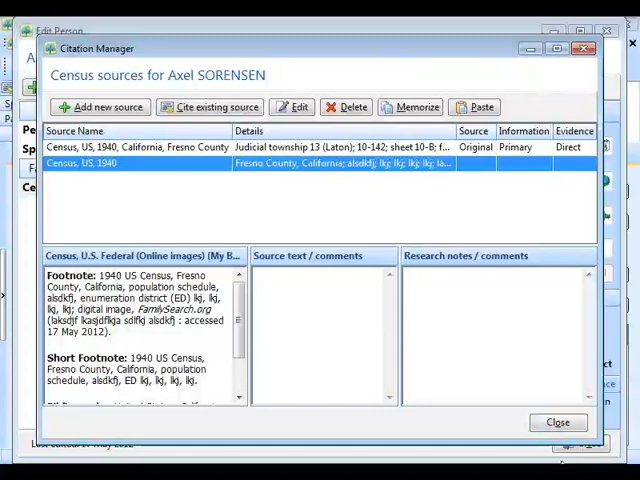 Edit Person
Citation Manager
Census sources for Axel SORENSEN
Add new source Cite existing source Edit Delete Memorize Paste
Source Name Details Source Information Evidence
Census, US, 1940, California, Fresno County Judicial township 13 (Laton); 10-142; sheet 10-B; f... Original Primary Direct
Census, US, 1940 Fresno County, California; alsdkfj; lkj; lkj; lkj; la...
Census, U.S. Federal (Online images) (My B... Source text / comments Research notes / comments
Footnote: 1940 US Census, Fresno
County, California, population schedule,
alsdkfj, enumeration district (ED) lkj, lkj,
lkj, lkj; digital image, FamilySearch.org
(laksdjf lkasjdflkja sdlfkj alsdkfj : accessed
17 May 2012).
Short Footnote: 1940 US Census,
Fresno County, California, population
schedule, alsdkfj, ED lkj, lkj, lkj.
Close
Last edited: 17 May 2012